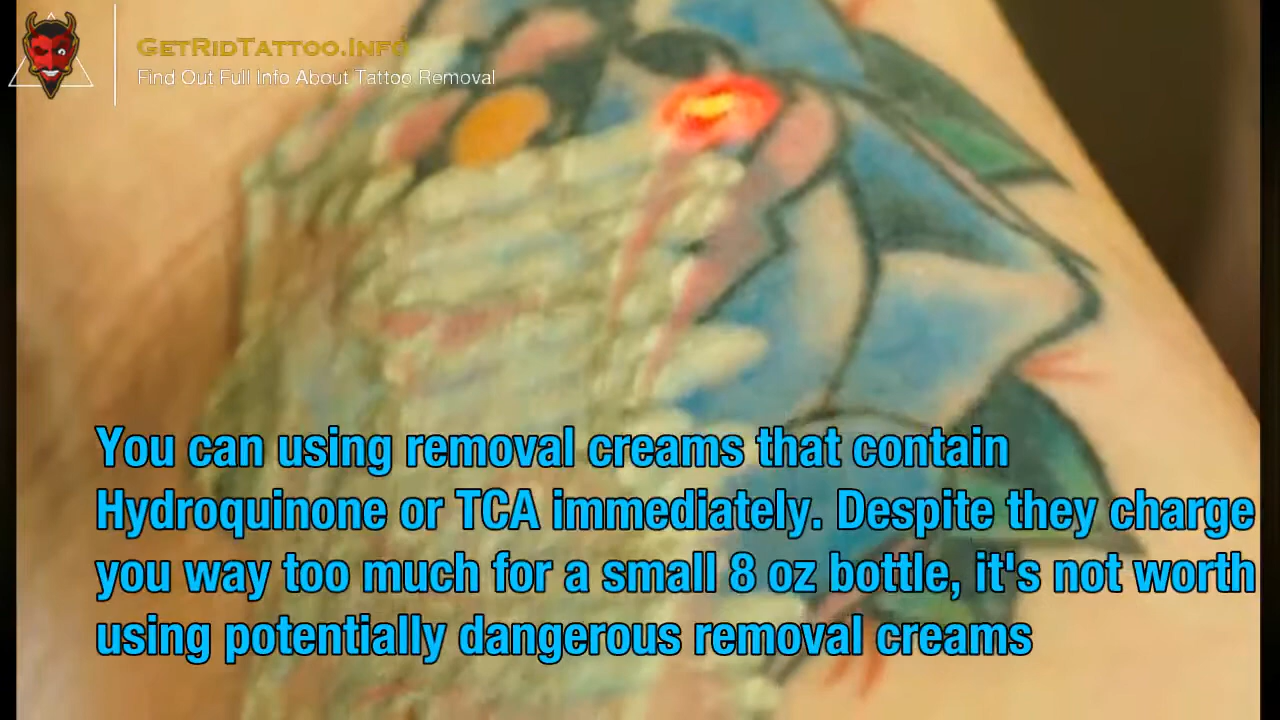 GetRidTattoo.Info
Find Out Full Info About Tattoo Removal
You can using removal creams that contain
Hydroquinone or TCA immediately. Despite they charge
you way too much for a small 8 oz bottle, it's not worth
using potentially dangerous removal creams